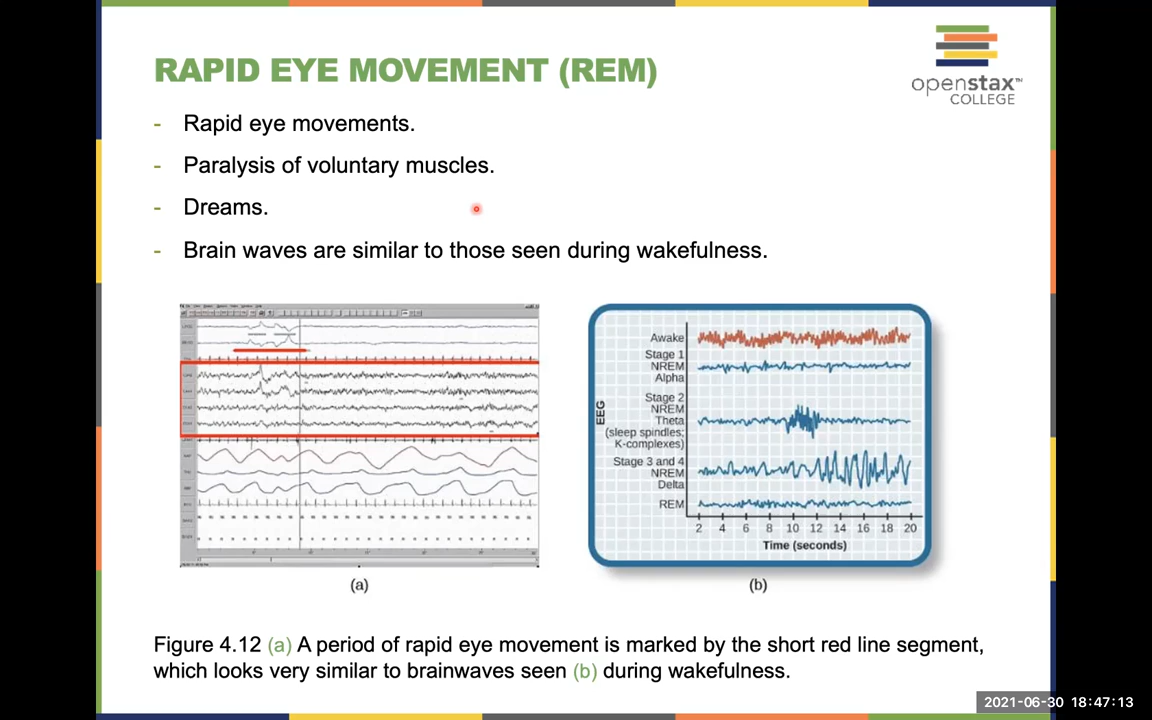 RAPID EYE MOVEMENT (REM)
openstax™
COLLEGE
- Rapid eye movements.
- Paralysis of voluntary muscles.
- Dreams.
- Brain waves are similar to those seen during wakefulness.
(a)
EEG
Awake
Stage 1
NREM
Alpha
Stage 2
NREM
Theta
(sleep spindles;
K-complexes)
Stage 3 and 4
NREM
Delta
REM
2 4 6 8 10 12 14 16 18 20
Time (seconds)
(b)
Figure 4.12 (a) A period of rapid eye movement is marked by the short red line segment,
which looks very similar to brainwaves seen (b) during wakefulness.
2021-06-30 18:47:13